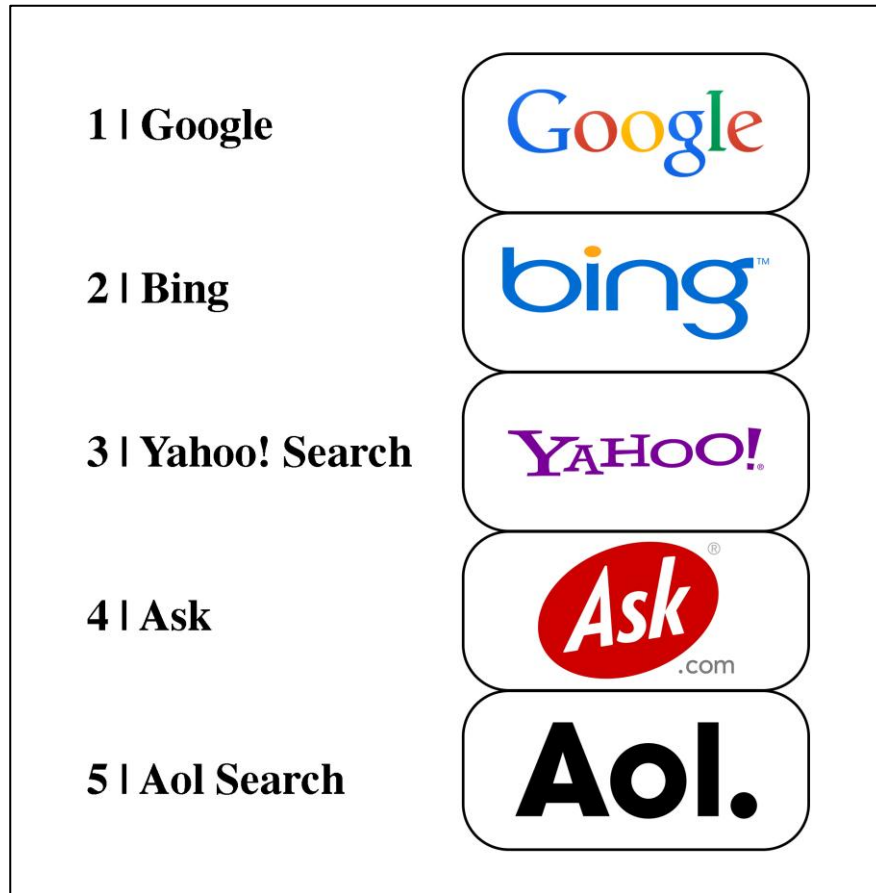 1 | Google
Google
2 | Bing
bing™
3 | Yahoo! Search
YAHOO!®
4 | Ask
Ask®
.com
5 | Aol Search
Aol.